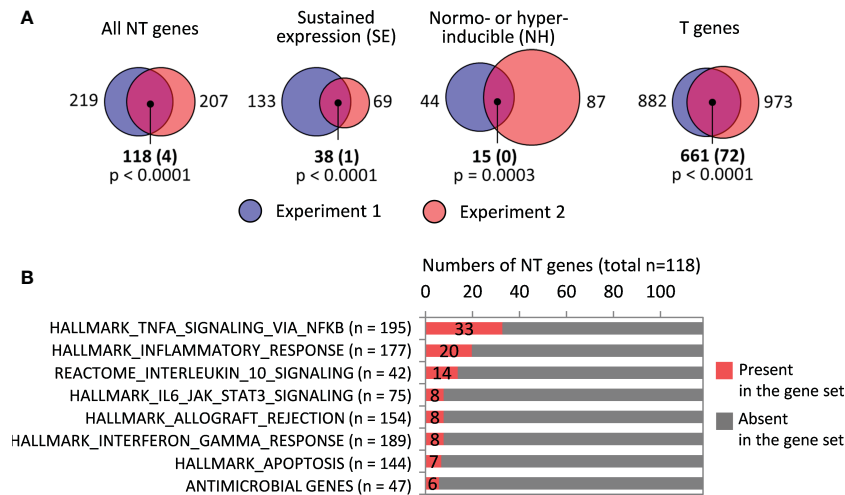 A
All NT genes
Sustained
expression (SE)
Normo- or hyper-
inducible (NH)
T genes
219
207
133
69
44
87
882
973
118 (4)
p < 0.0001
38 (1)
p < 0.0001
15 (0)
p = 0.0003
661 (72)
p < 0.0001
Experiment 1
Experiment 2
B
Numbers of NT genes (total n=118)
0 20 40 60 80 100
HALLMARK_TNFA_SIGNALING_VIA_NFKB (n = 195) 33
HALLMARK_INFLAMMATORY_RESPONSE (n = 177) 20
REACTOME_INTERLEUKIN_10_SIGNALING (n = 42) 14
HALLMARK_IL6_JAK_STAT3_SIGNALING (n = 75) 8
HALLMARK_ALLOGRAFT_REJECTION (n = 154) 8
HALLMARK_INTERFERON_GAMMA_RESPONSE (n = 189) 8
HALLMARK_APOPTOSIS (n = 144) 7
ANTIMICROBIAL GENES (n = 47) 6
Present
in the gene set
Absent
in the gene set